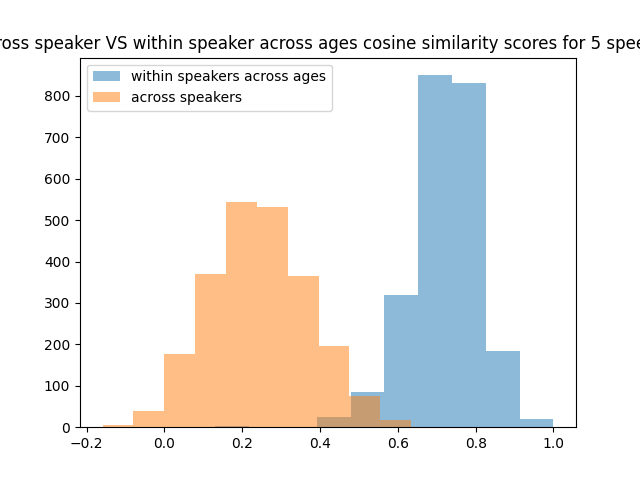 ross speaker VS within speaker across ages cosine similarity scores for 5 spee
within speakers across ages
across speakers
800
700
600
500
400
300
200
100
0
−0.2 0.0 0.2 0.4 0.6 0.8 1.0